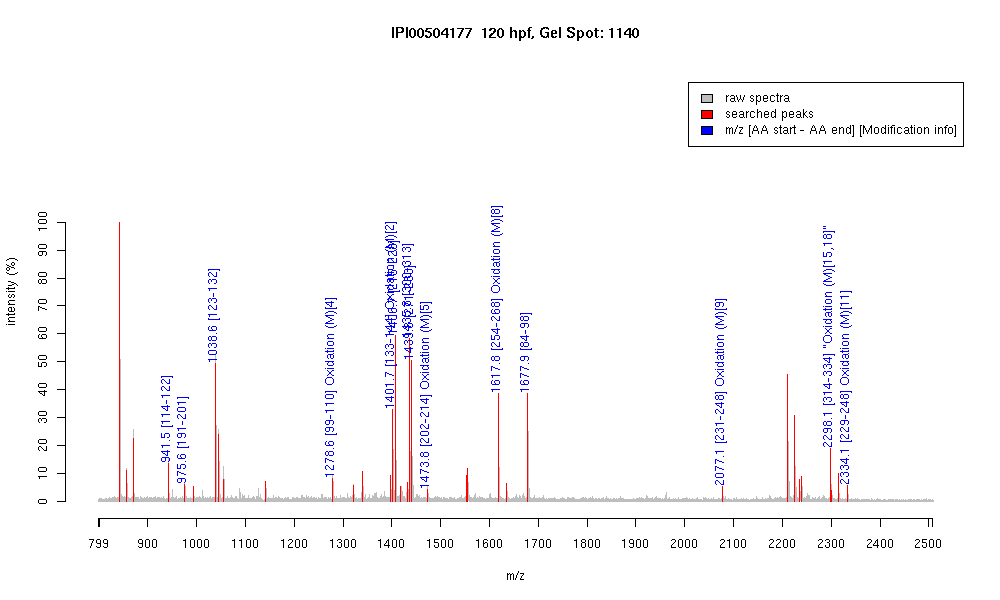 IPI00504177  120 hpf, Gel Spot: 1140
raw spectra
searched peaks
m/z [AA start - AA end] [Modification info]
intensity (%)
100
90
80
70
60
50
40
30
20
10
0
941.5 [114-122]
975.6 [191-201]
1038.6 [123-132]
1278.6 [99-110] Oxidation (M)[4]
1401.7 [133-144] Oxidation (M)[2]
1473.8 [202-214] Oxidation (M)[5]
1617.8 [254-268] Oxidation (M)[8]
1677.9 [84-98]
2077.1 [231-248] Oxidation (M)[9]
2298.1 [314-334] "Oxidation (M)[15,18]"
2334.1 [229-248] Oxidation (M)[11]
799 900 1000 1100 1200 1300 1400 1500 1600 1700 1800 1900 2000 2100 2200 2300 2400 2500
m/z